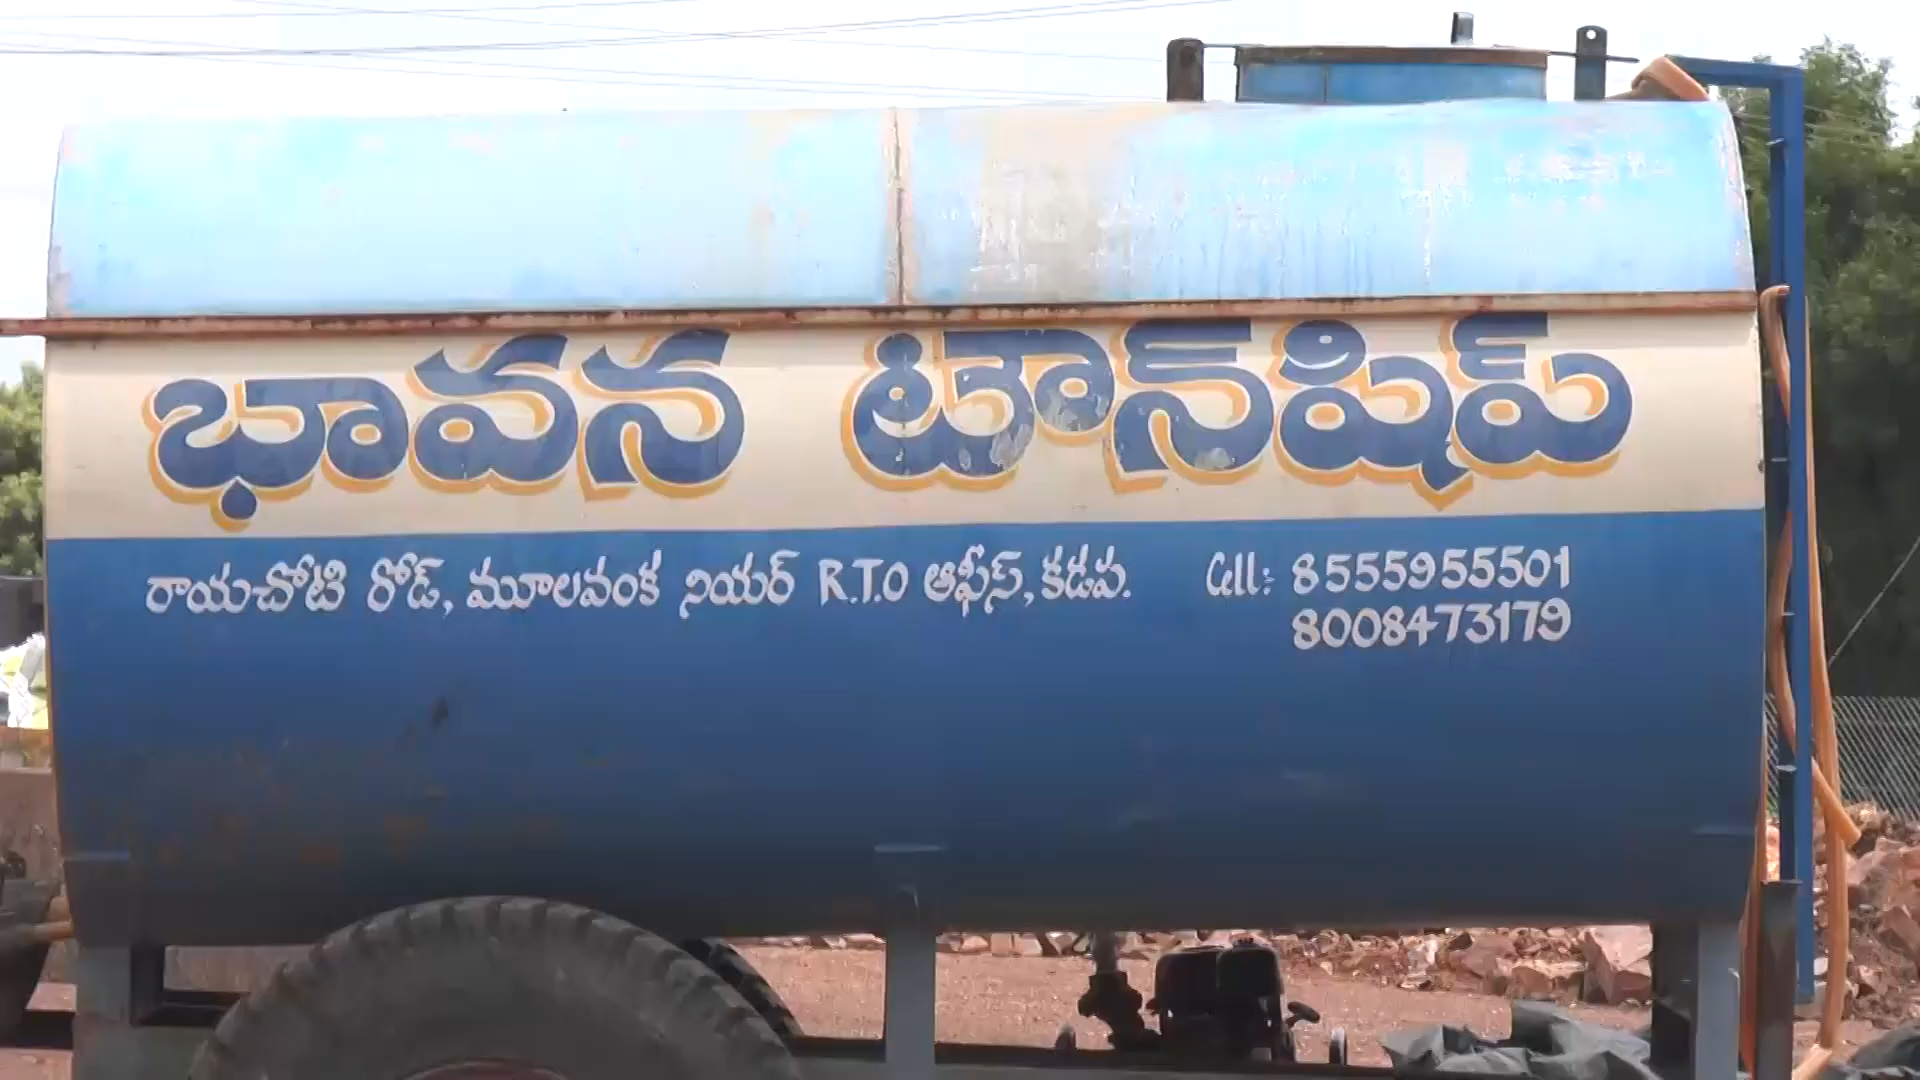 భావన టౌన్‌షిప్
రాయచోటి రోడ్, మూలవంక నియర్ R.T.O ఆఫీస్, కడప. Cell: 8555955501
8008473179